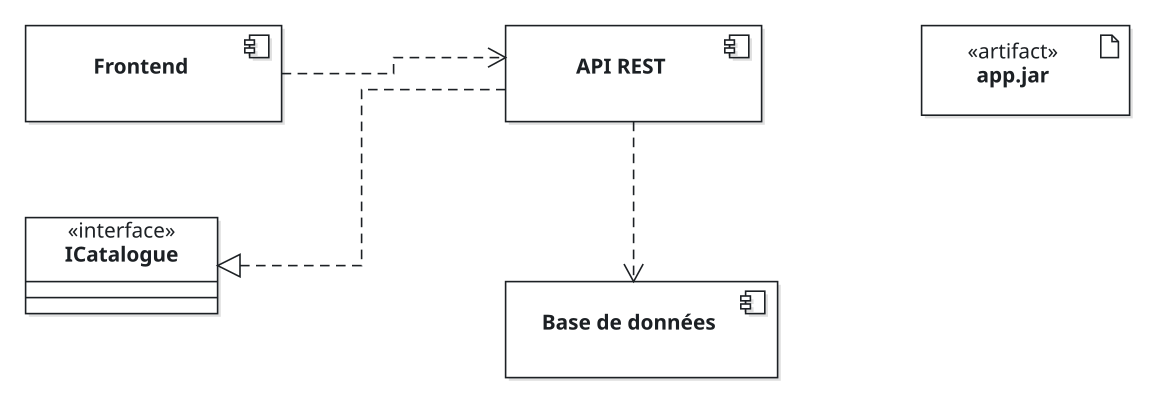 Frontend
API REST
«artifact»
app.jar
«interface»
ICatalogue
Base de données